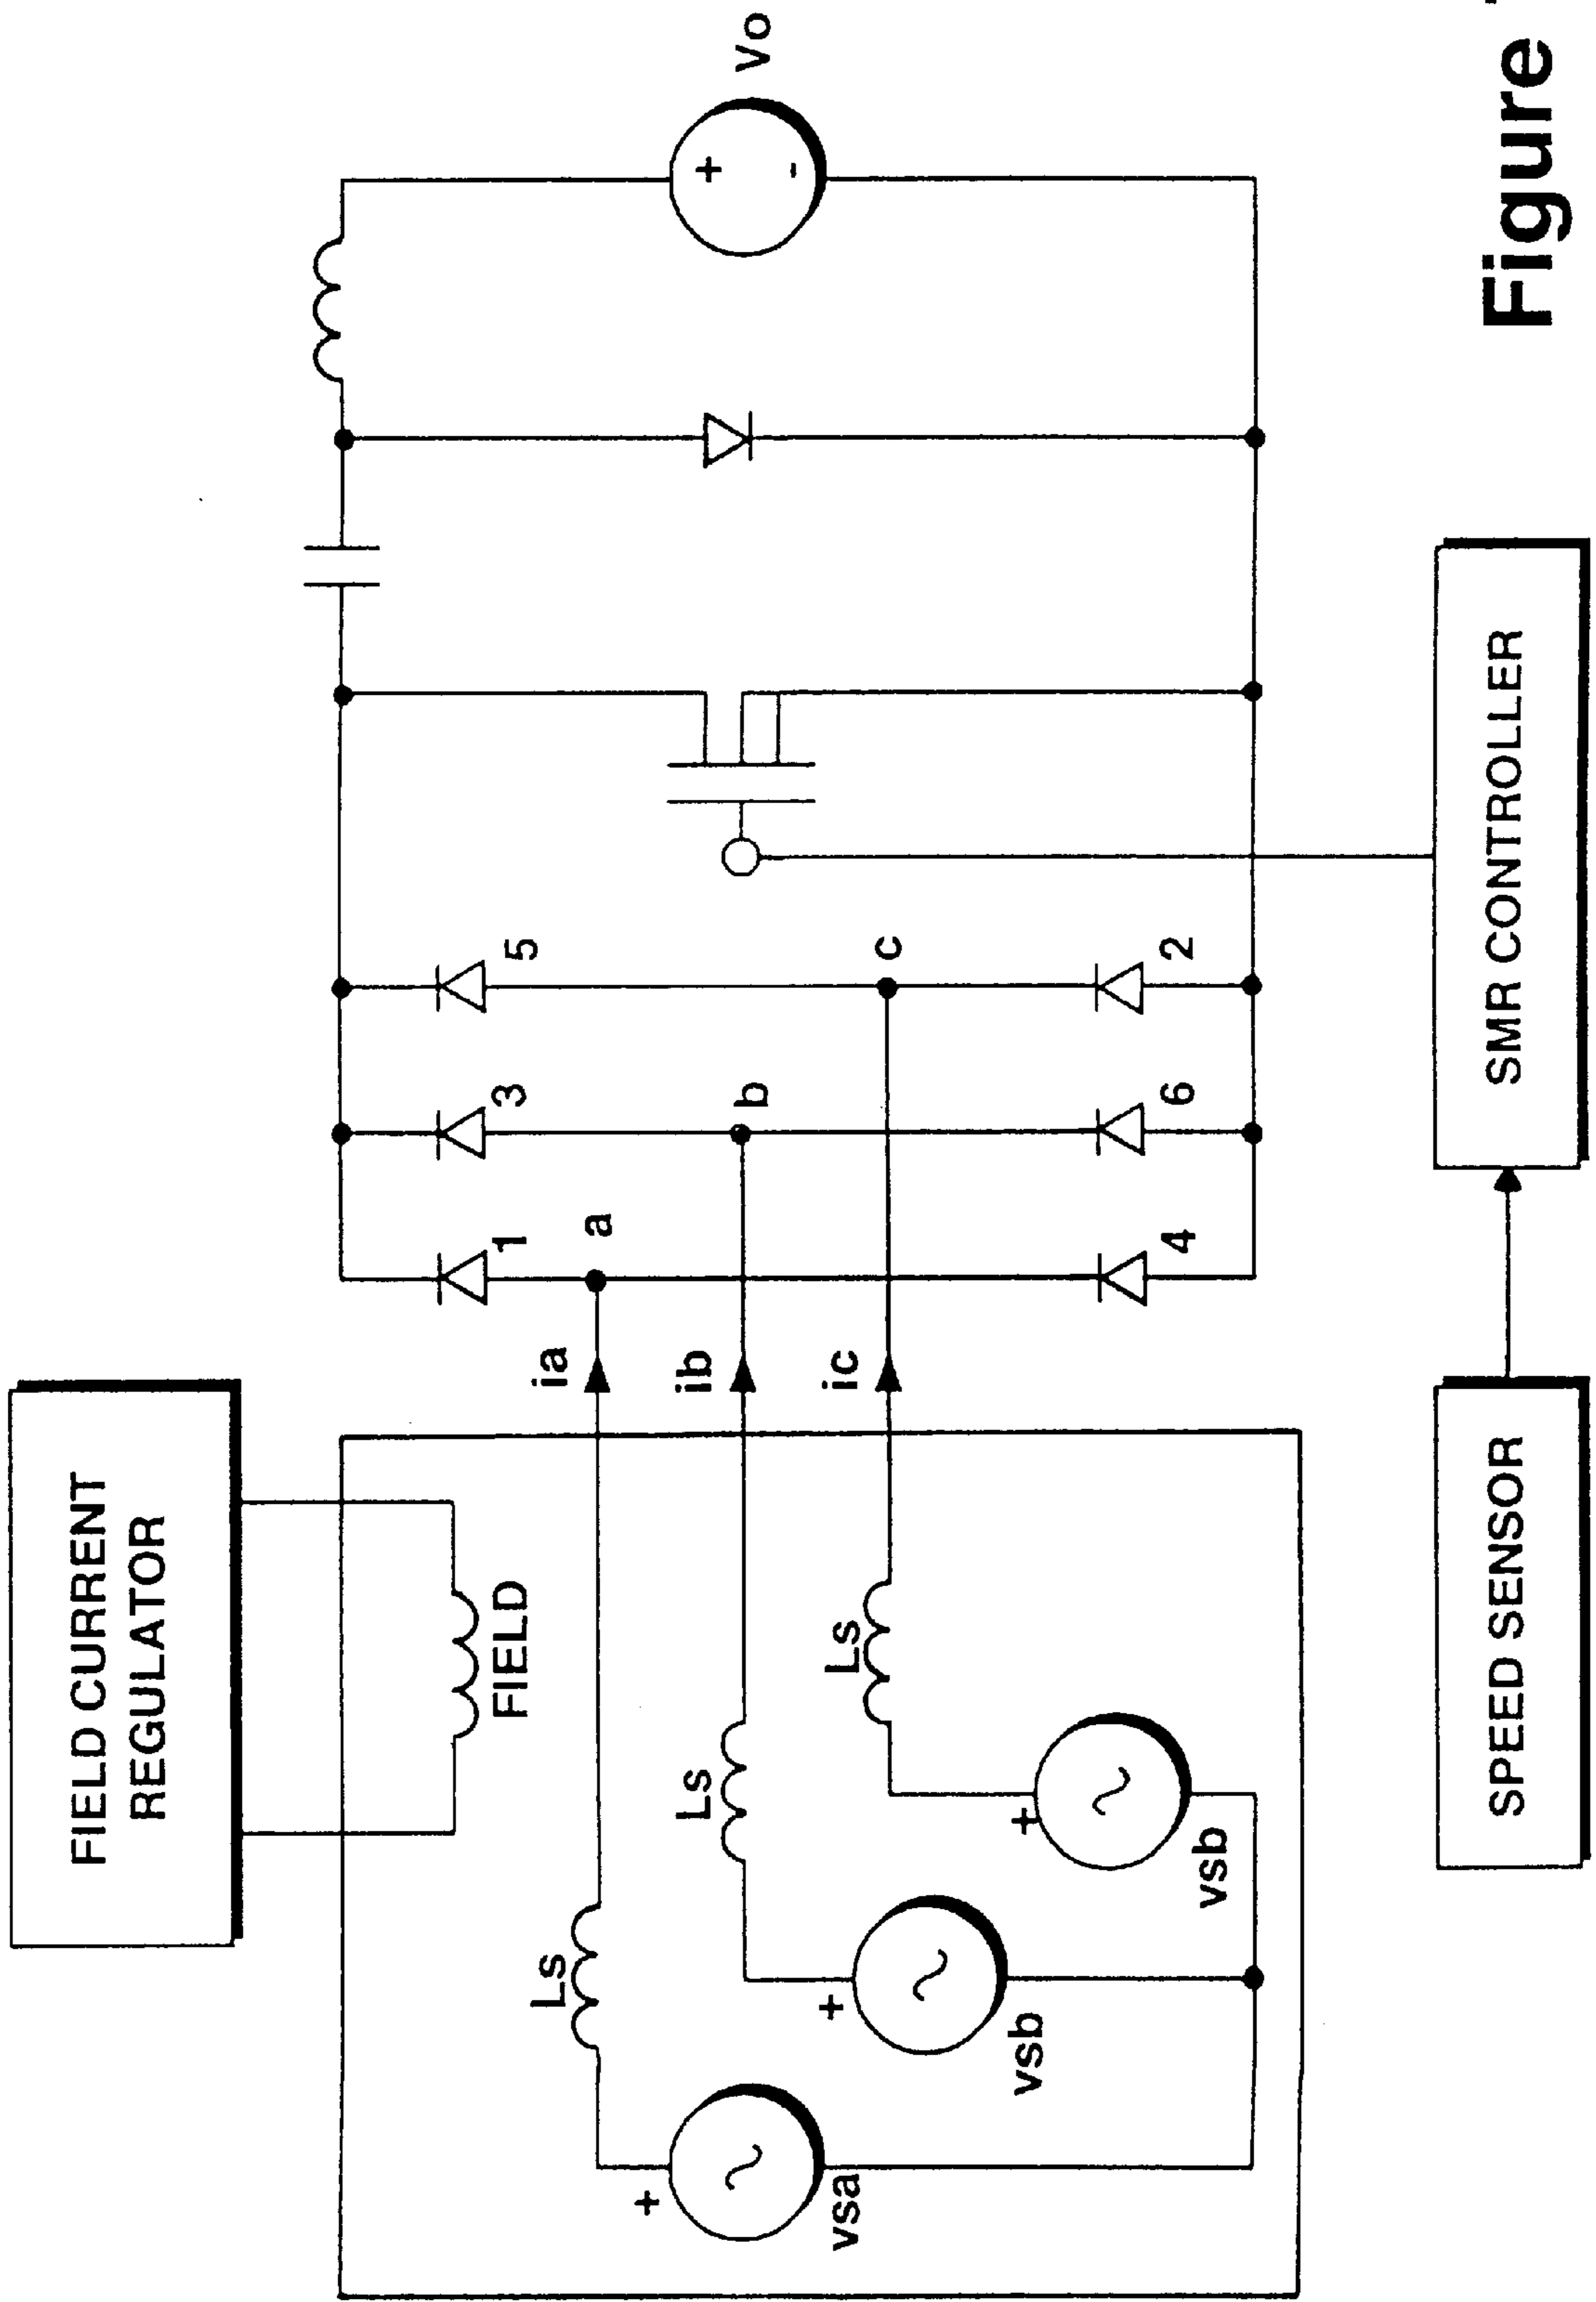 FIELD CURRENT
REGULATOR
FIELD
Ls
Ls
Ls
ia
ib
ic
+
vsa
+
vsb
+
vsb
a
b
c
1
3
5
4
6
2
+
-
Vo
SPEED SENSOR
SMR CONTROLLER
Figure